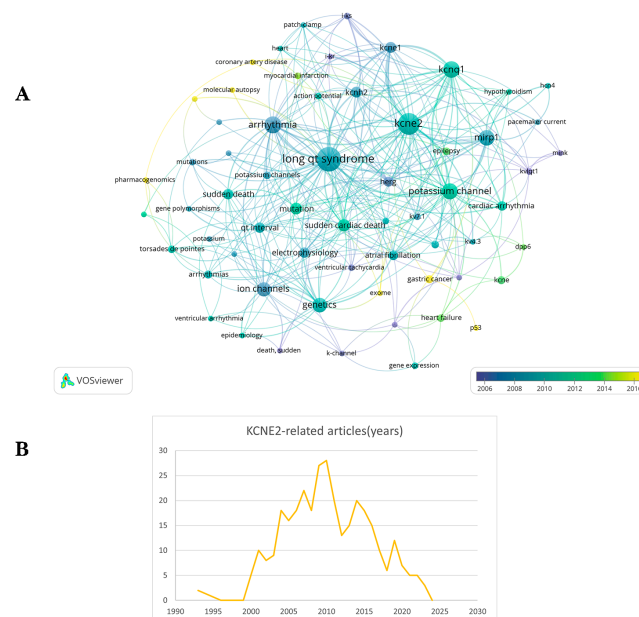 A
iks
patch-clamp
heart
kcne1
ikr
coronary artery disease
kcnq1
myocardial infarction
molecular autopsy
kcnh2
hypothyroidism
hcn4
action potential
arrhythmia
kcne2
pacemaker current
mirp1
long qt syndrome
epilepsy
mink
mutations
kvlqt1
potassium channels
herg
pharmacogenomics
sudden death
potassium channel
gene polymorphisms
mutation
cardiac arrhythmia
kv7.1
qt interval
sudden cardiac death
potassium
kv4.3
torsades de pointes
electrophysiology
atrial fibrillation
dpp6
arrhythmias
ventricular tachycardia
gastric cancer
kcne
ion channels
exome
genetics
ventricular arrhythmia
heart failure
p53
epidemiology
death, sudden
k-channel
gene expression
VOSviewer
2006 2008 2010 2012 2014 2016
B
KCNE2-related articles(years)
30
25
20
15
10
5
0
1990 1995 2000 2005 2010 2015 2020 2025 2030